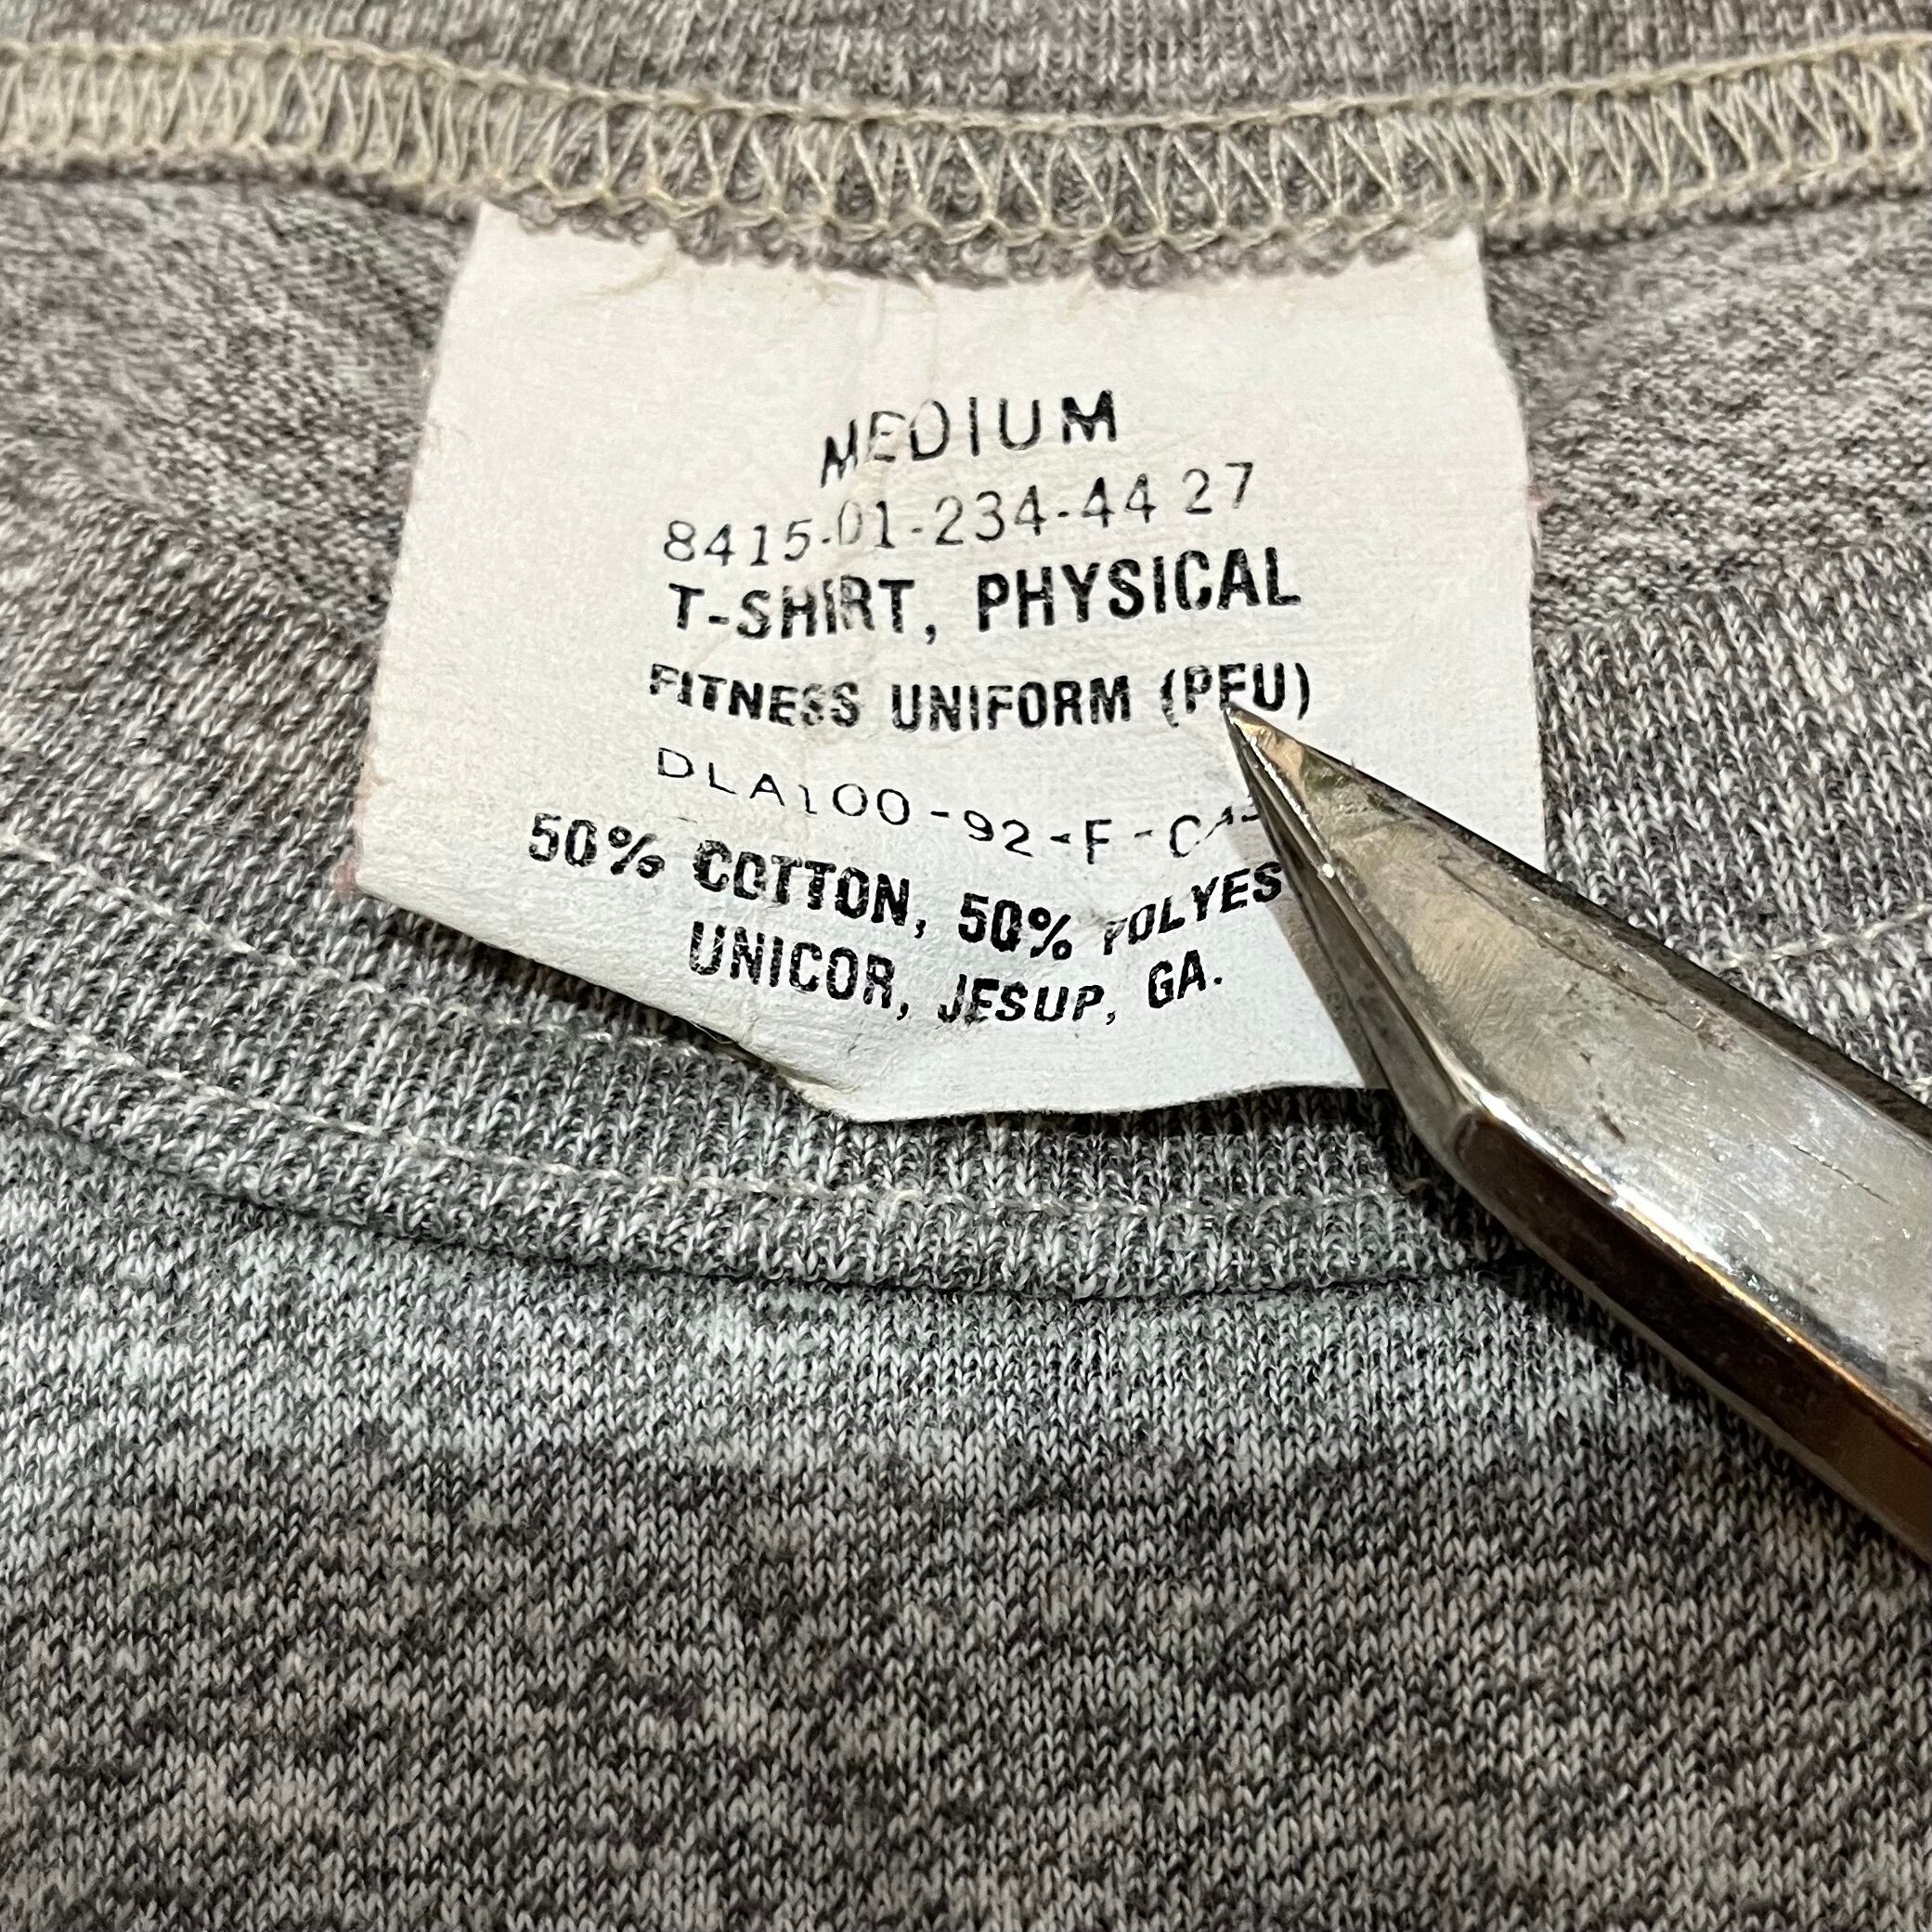 MEDIUM
8415-01-234-44 27
T-SHIRT, PHYSICAL
FITNESS UNIFORM (PFU)
DLA100-92-F-
50% COTTON, 50% POLYES
UNICOR, JESUP, GA.